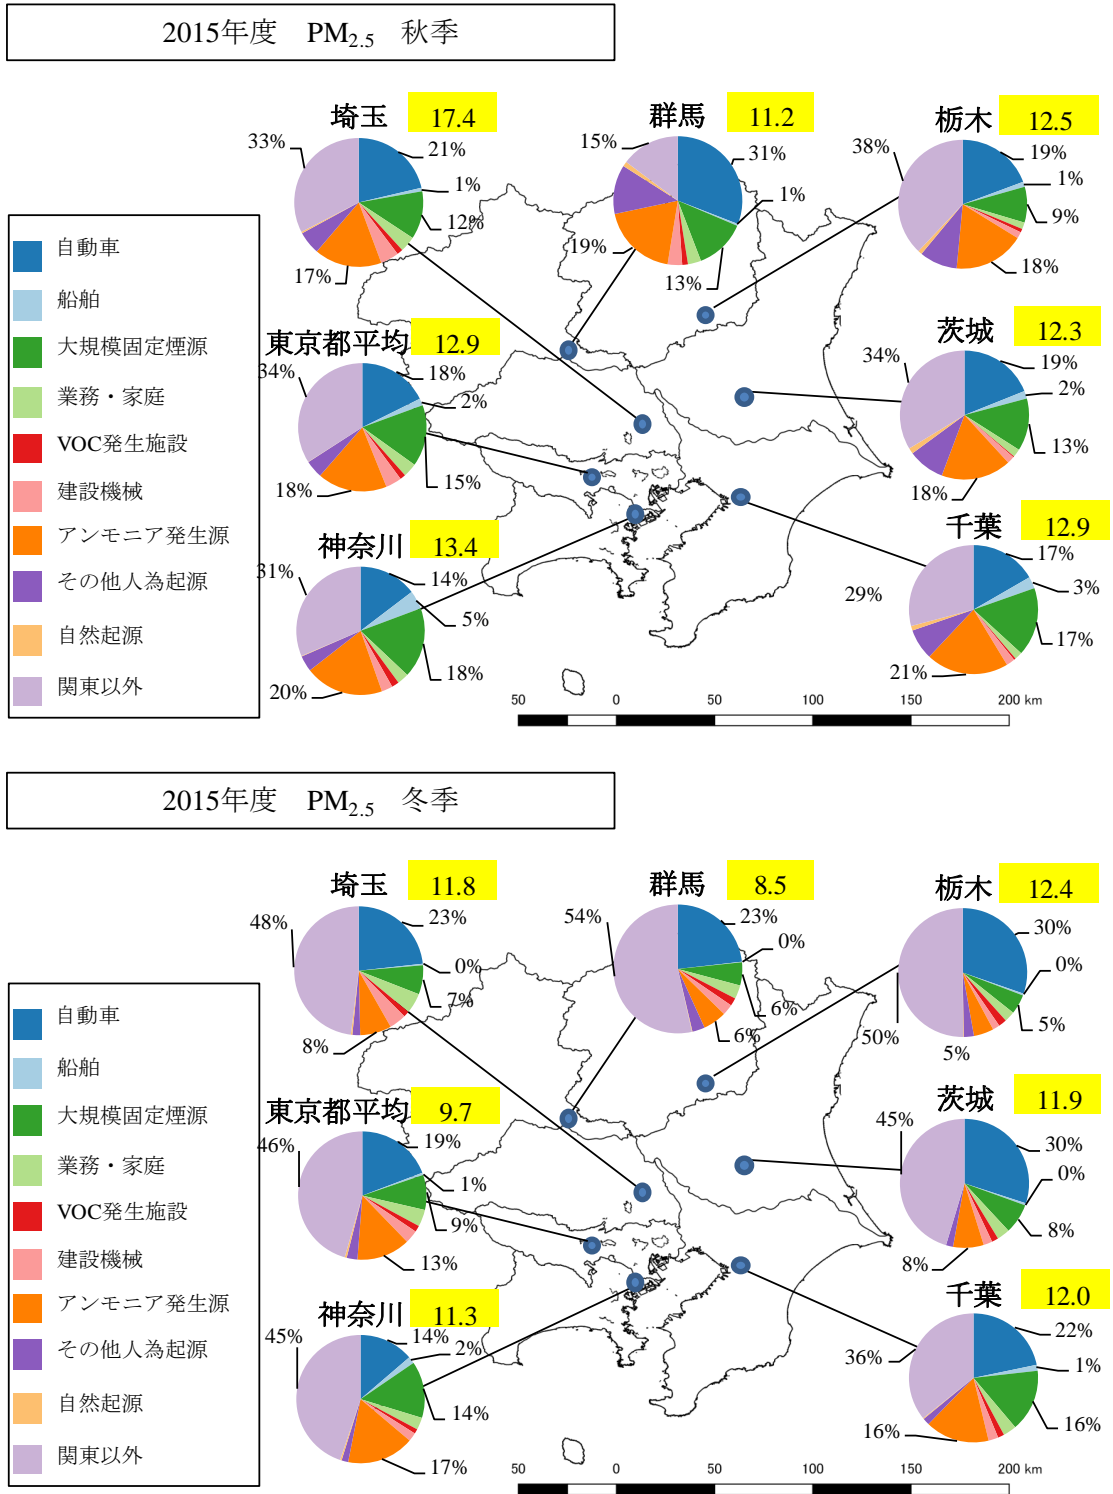 2015年度 PM2.5 秋季
埼玉 17.4
33%
21%
1%
12%
17%
群馬 11.2
15%
31%
1%
13%
19%
栃木 12.5
38%
19%
1%
9%
18%
自動車
船舶
大規模固定煙源
業務・家庭
VOC発生施設
建設機械
アンモニア発生源
その他人為起源
自然起源
関東以外
東京都平均 12.9
34%
18%
2%
15%
18%
茨城 12.3
34%
19%
2%
13%
18%
神奈川 13.4
31%
14%
5%
18%
20%
千葉 12.9
29%
17%
3%
17%
21%
50 0 50 100 150 200 km
2015年度 PM2.5 冬季
埼玉 11.8
48%
23%
0%
7%
8%
群馬 8.5
54%
23%
0%
6%
6%
栃木 12.4
30%
0%
5%
5%
50%
自動車
船舶
大規模固定煙源
業務・家庭
VOC発生施設
建設機械
アンモニア発生源
その他人為起源
自然起源
関東以外
東京都平均 9.7
46%
19%
1%
9%
13%
茨城 11.9
45%
30%
0%
8%
8%
神奈川 11.3
45%
14%
2%
14%
17%
千葉 12.0
36%
22%
1%
16%
16%
50 0 50 100 150 200 km